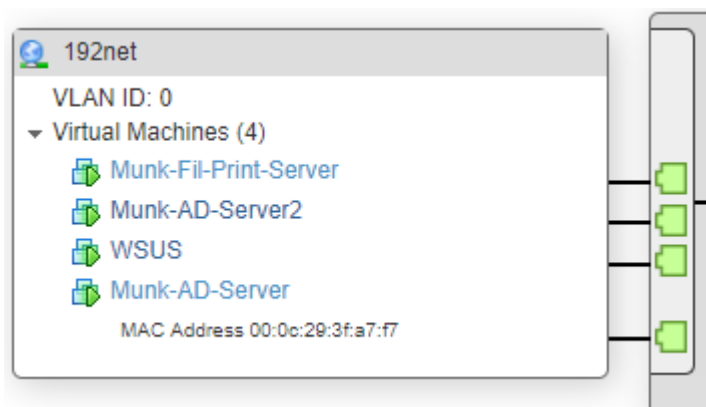 192net
VLAN ID: 0
Virtual Machines (4)
Munk-Fil-Print-Server
Munk-AD-Server2
WSUS
Munk-AD-Server
MAC Address 00:0c:29:3f:a7:f7